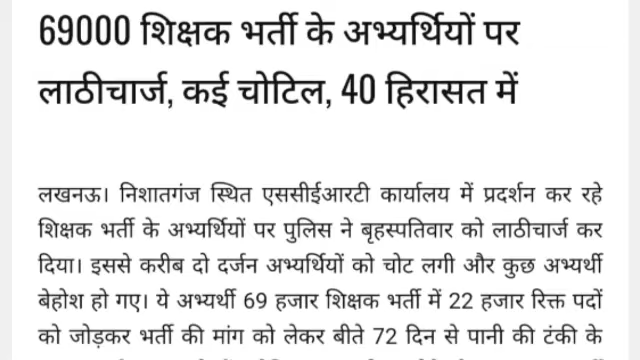 69000 शिक्षक भर्ती के अभ्यर्थियों पर
लाठीचार्ज, कई चोटिल, 40 हिरासत में
लखनऊ। निशातगंज स्थित एससीईआरटी कार्यालय में प्रदर्शन कर रहे
शिक्षक भर्ती के अभ्यर्थियों पर पुलिस ने बृहस्पतिवार को लाठीचार्ज कर
दिया। इससे करीब दो दर्जन अभ्यर्थियों को चोट लगी और कुछ अभ्यर्थी
बेहोश हो गए। ये अभ्यर्थी 69 हजार शिक्षक भर्ती में 22 हजार रिक्त पदों
को जोड़कर भर्ती की मांग को लेकर बीते 72 दिन से पानी की टंकी के